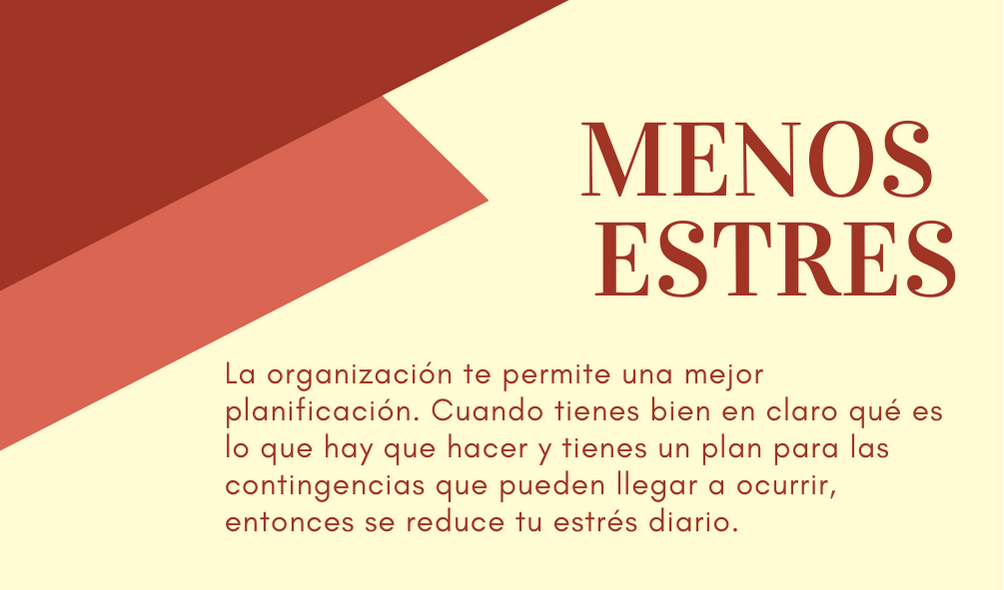 MENOS
ESTRES
La organización te permite una mejor
planificación. Cuando tienes bien en claro qué es
lo que hay que hacer y tienes un plan para las
contingencias que pueden llegar a ocurrir,
entonces se reduce tu estrés diario.